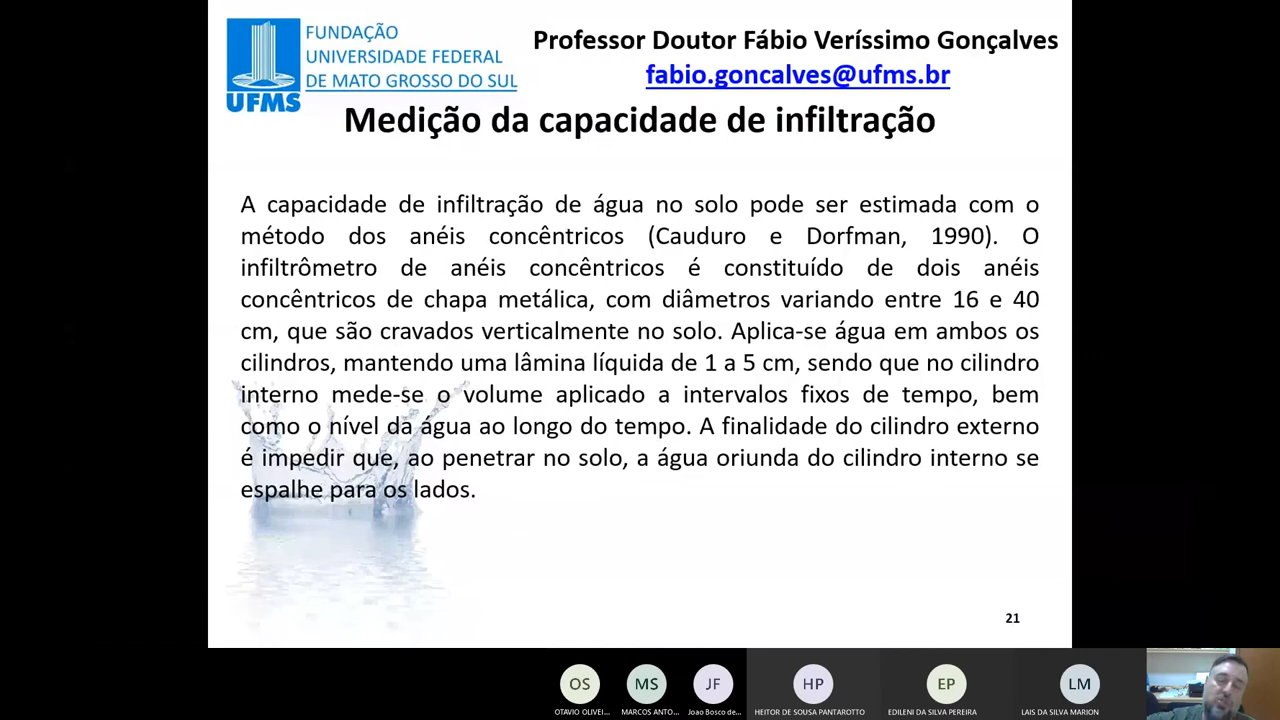 FUNDAÇÃO
UNIVERSIDADE FEDERAL
DE MATO GROSSO DO SUL
UFMS
Professor Doutor Fábio Veríssimo Gonçalves
fabio.goncalves@ufms.br
Medição da capacidade de infiltração
A capacidade de infiltração de água no solo pode ser estimada com o
método dos anéis concêntricos (Cauduro e Dorfman, 1990). O
infiltrômetro de anéis concêntricos é constituído de dois anéis
concêntricos de chapa metálica, com diâmetros variando entre 16 e 40
cm, que são cravados verticalmente no solo. Aplica-se água em ambos os
cilindros, mantendo uma lâmina líquida de 1 a 5 cm, sendo que no cilindro
interno mede-se o volume aplicado a intervalos fixos de tempo, bem
como o nível da água ao longo do tempo. A finalidade do cilindro externo
é impedir que, ao penetrar no solo, a água oriunda do cilindro interno se
espalhe para os lados.
21
OS MS JF HP EP LM
OTAVIO OLIVEI... MARCOS ANTO... Joao Bosco de... HEITOR DE SOUSA PANTAROTTO EDILENI DA SILVA PEREIRA LAIS DA SILVA MARION